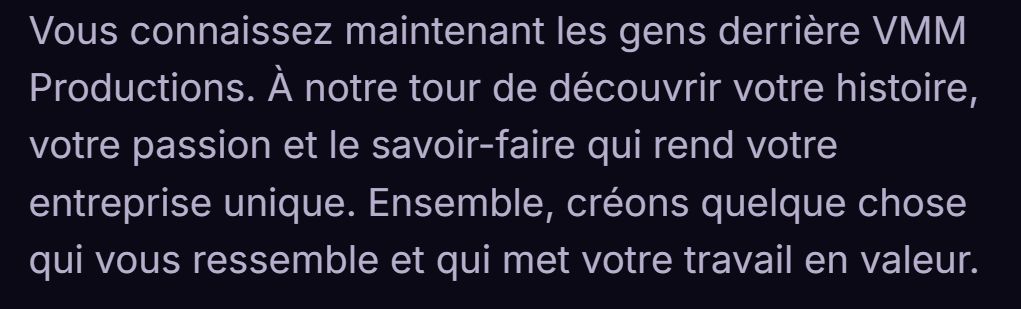 Vous connaissez maintenant les gens derrière VMM
Productions. À notre tour de découvrir votre histoire,
votre passion et le savoir-faire qui rend votre
entreprise unique. Ensemble, créons quelque chose
qui vous ressemble et qui met votre travail en valeur.